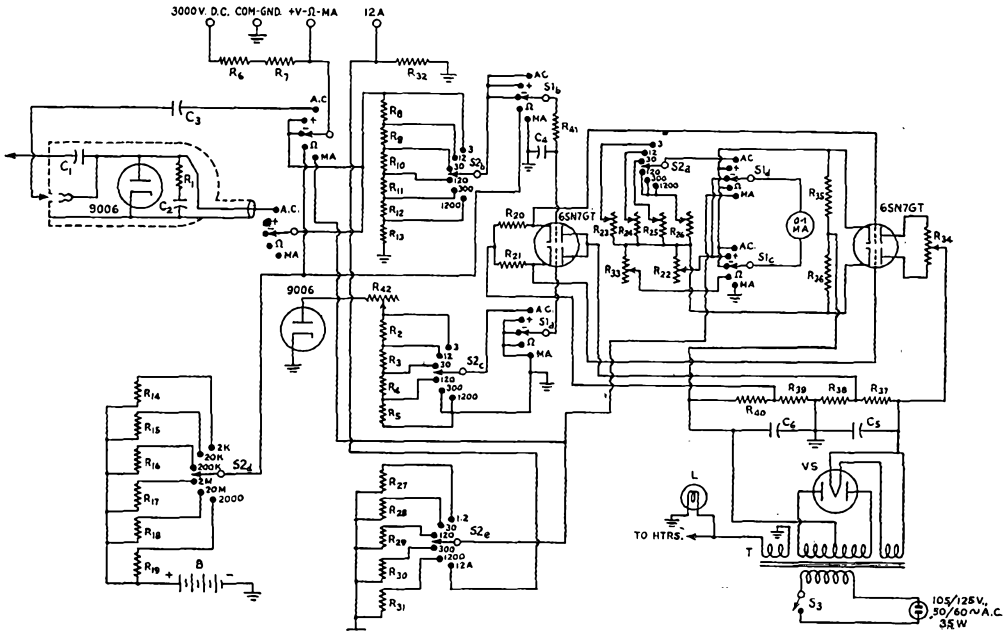 3000V. D.C. COM-GND. +V-Ω-MA 12A
R6 R7 R32
C3
A.C.
+
-
Ω
MA
R8
R9
R10
R11
R12
R13
3
12
30
120
300
1200
S2b
AC
+
-
Ω
MA
S1b
C4
R41
C1
9006
R1
C2
A.C.
+
-
Ω
MA
R20
R21
6SN7GT
3
12
30
120
300
1200
S2a
R23 R24 R25 R26
R33 R22
AC
+
-
Ω
MA
S1d
0-1
MA
AC.
+
-
Ω
MA
S1c
R35
R36
6SN7GT
R34
9006
R42
R2
R3
R4
R5
3
12
30
120
300
1200
S2c
A.C.
+
-
Ω
MA
S1a
R40 R39 R38 R37
C6 C5
R14
R15
R16
R17
R18
R19
2K
20K
200K
2M
20M
2000
S2d
+ B -
R27
R28
R29
R30
R31
1.2
30
120
300
1200
12A
S2e
L
TO HTRS.
VS
T
S3
105/125V.,
50/60~A.C.
35W